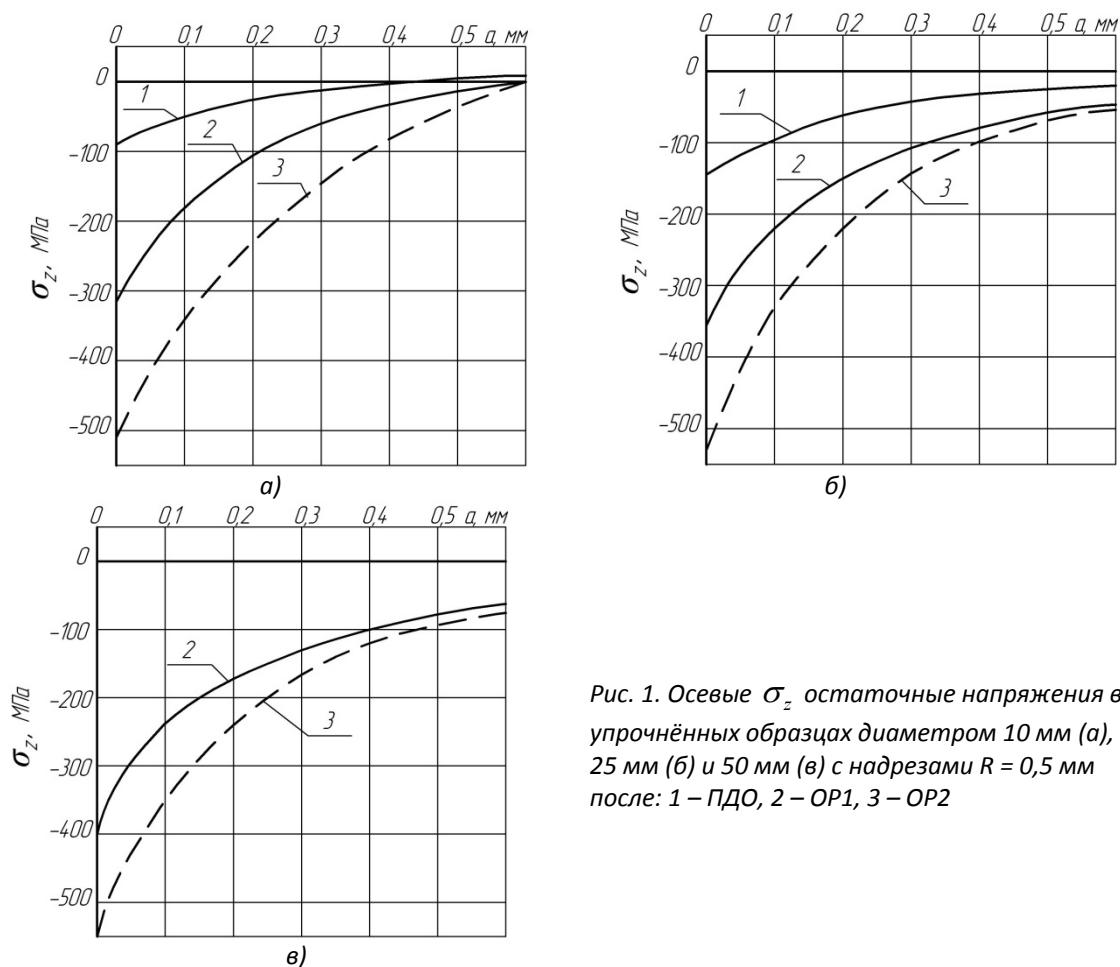 0 0,1 0,2 0,3 0,4 0,5 a, мм
0
-100
-200
-300
-400
-500
σz, МПа
1
2
3
а)
0 0,1 0,2 0,3 0,4 0,5 a, мм
0
-100
-200
-300
-400
-500
σz, МПа
1
2
3
б)
0 0,1 0,2 0,3 0,4 0,5 a, мм
0
-100
-200
-300
-400
-500
σz, МПа
2
3
в)
Рис. 1. Осевые σz остаточные напряжения в
упрочнённых образцах диаметром 10 мм (а),
25 мм (б) и 50 мм (в) с надрезами R = 0,5 мм
после: 1 – ПДО, 2 – ОР1, 3 – ОР2